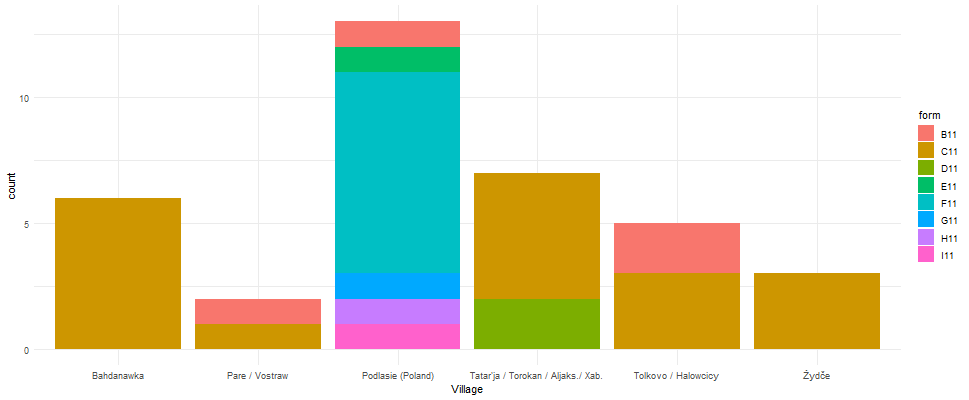 count
10
5
0
Bahdanawka
Pare / Vostraw
Podlasie (Poland)
Tatar'ja / Torokan / Aljaks./ Xab.
Tolkovo / Halowcicy
Žydče
Village
form
B11
C11
D11
E11
F11
G11
H11
I11